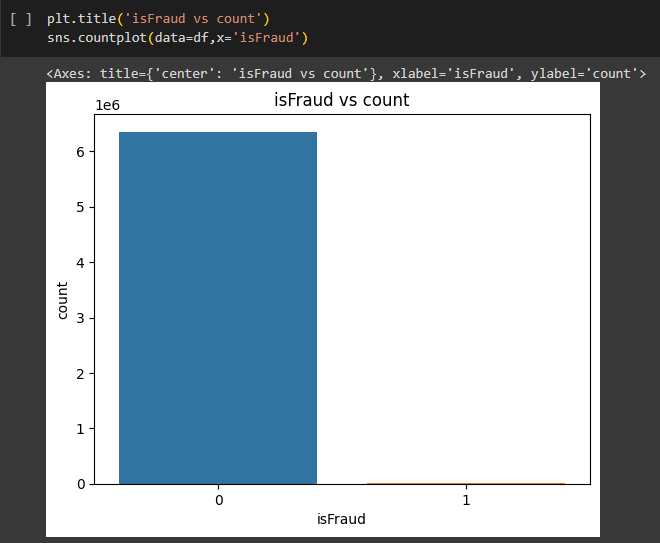 [ ] plt.title('isFraud vs count')
sns.countplot(data=df,x='isFraud')
<Axes: title={'center': 'isFraud vs count'}, xlabel='isFraud', ylabel='count'>
isFraud vs count
1e6
6
5
4
3
2
1
0
count
0 1
isFraud